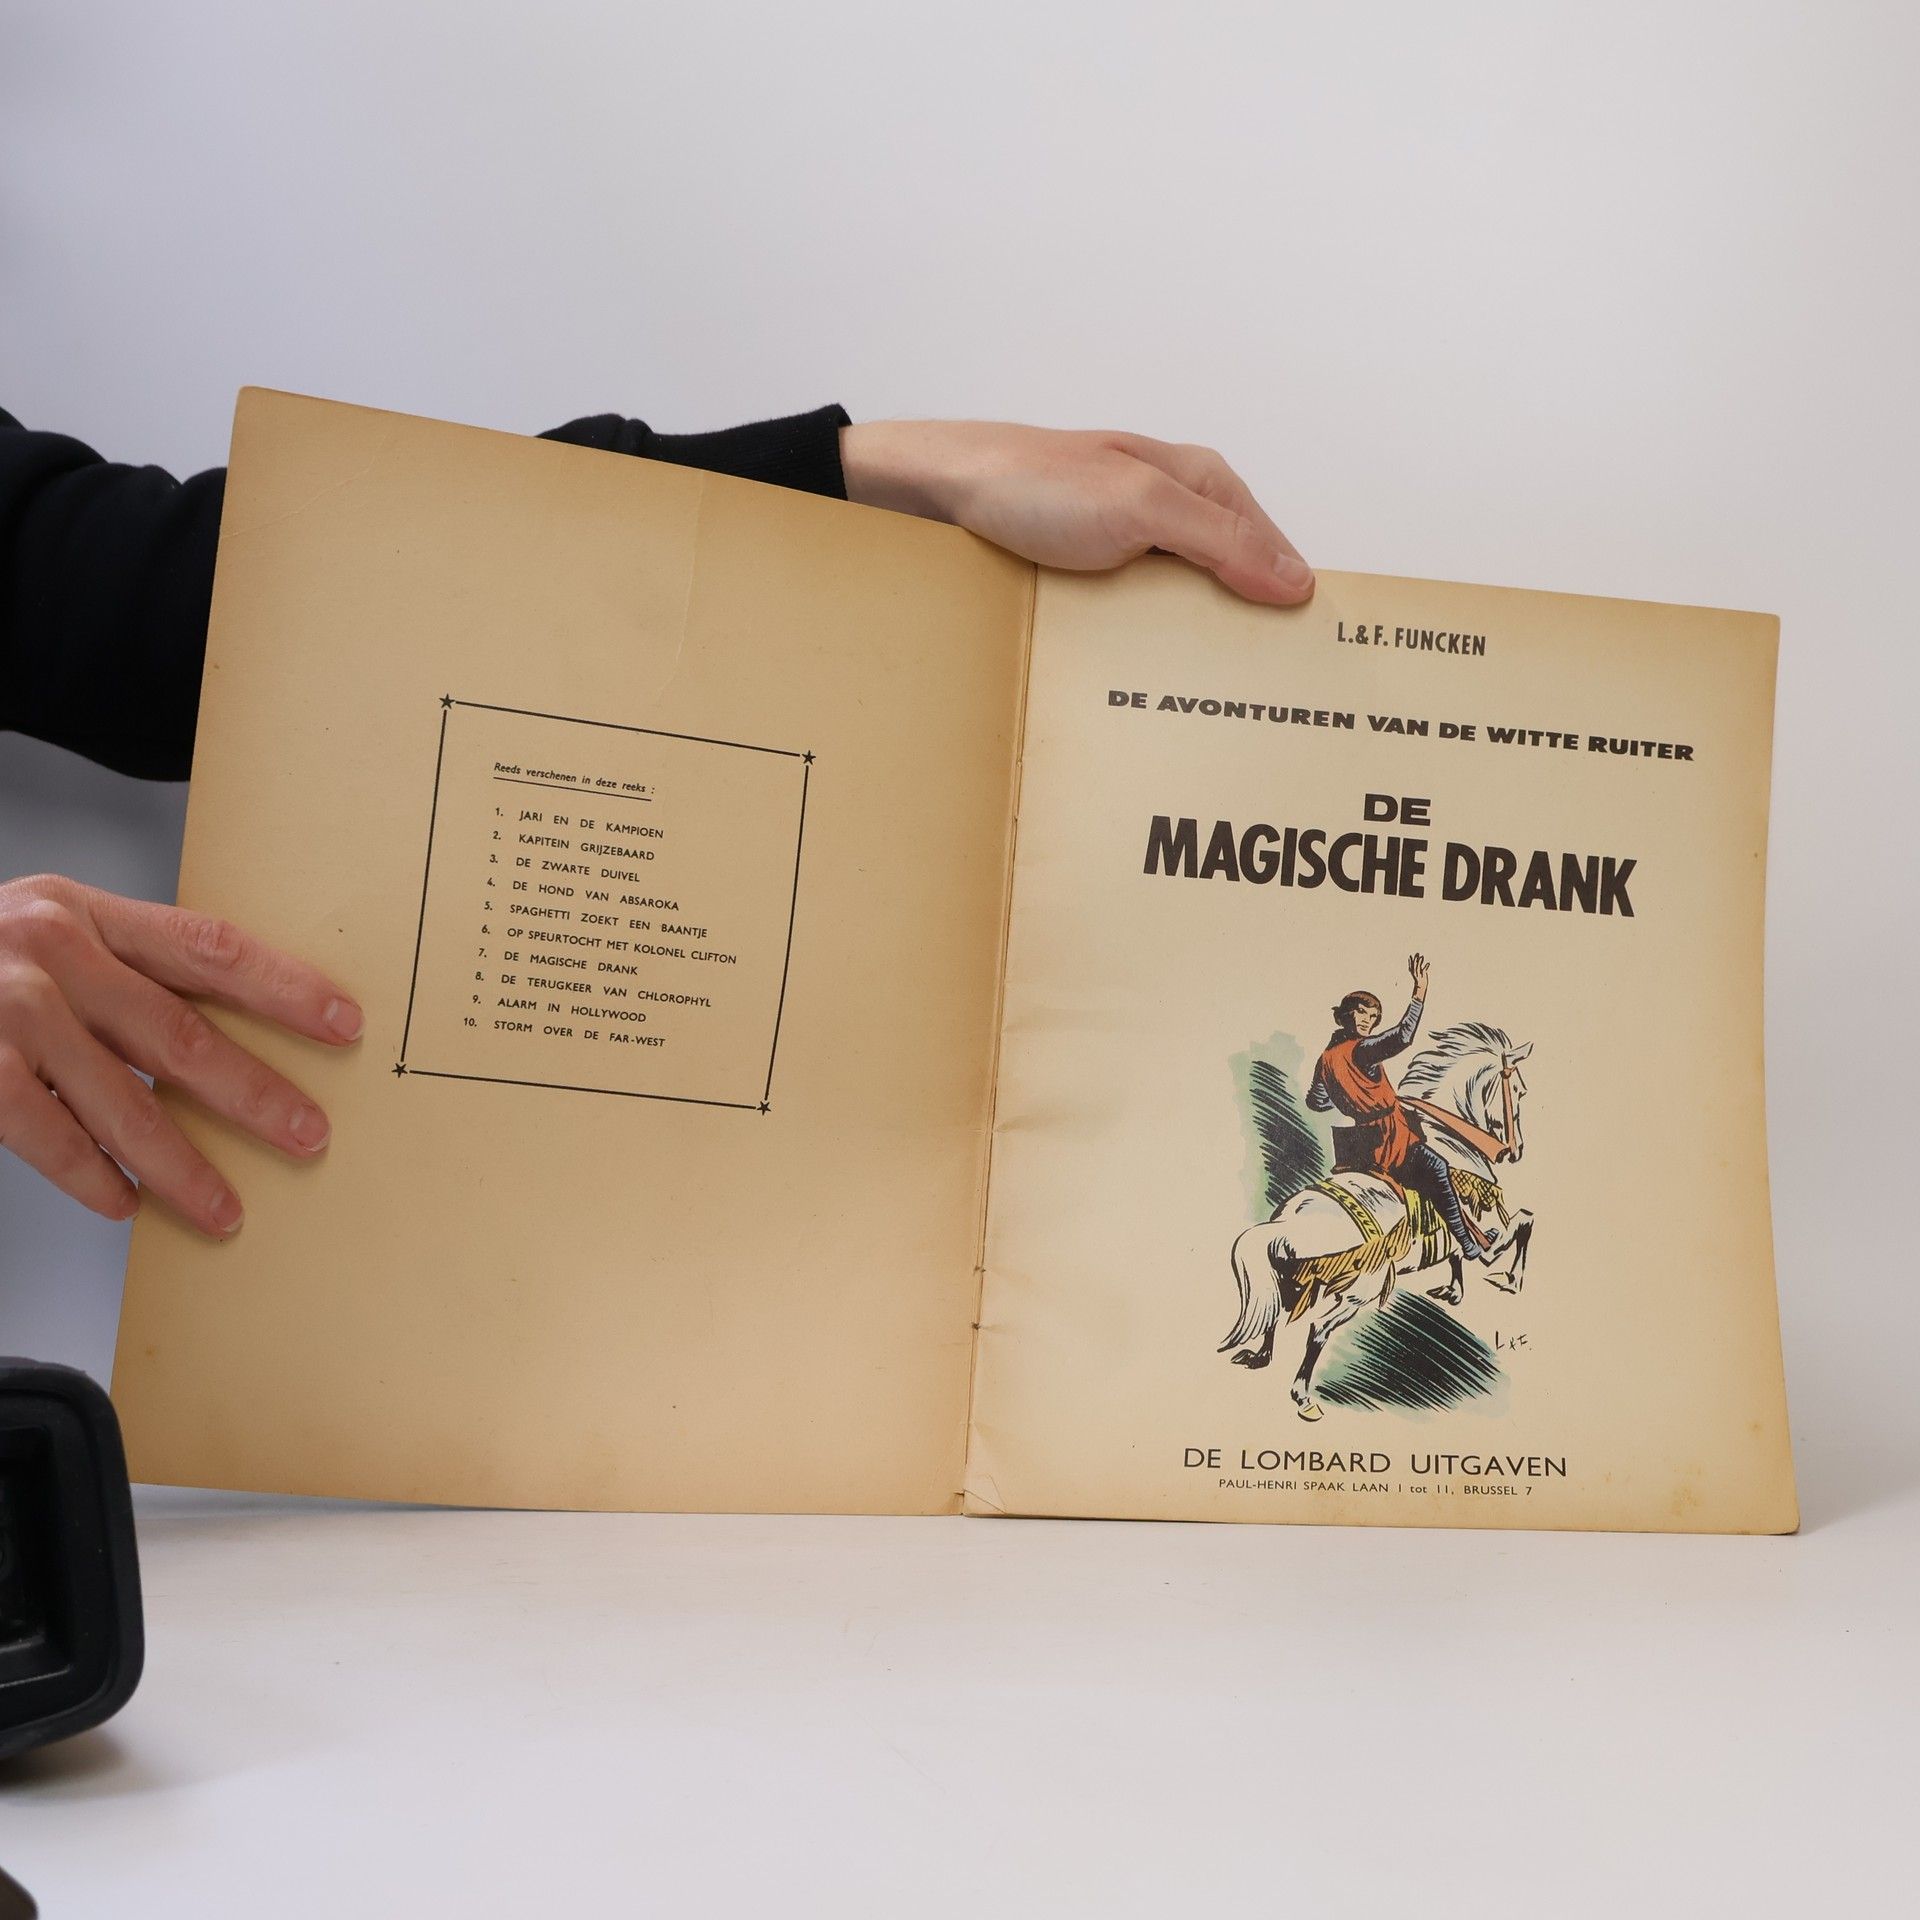 Reeds verschenen in deze reeks :
1. JARI EN DE KAMPIOEN
2. KAPITEIN GRIJZEBAARD
3. DE ZWARTE DUIVEL
4. DE HOND VAN ABSAROKA
5. SPAGHETTI ZOEKT EEN BAANTJE
6. OP SPEURTOCHT MET KOLONEL CLIFTON
7. DE MAGISCHE DRANK
8. DE TERUGKEER VAN CHLOROPHYL
9. ALARM IN HOLLYWOOD
10. STORM OVER DE FAR-WEST
L. & F. FUNCKEN
DE AVONTUREN VAN DE WITTE RUITER
DE
MAGISCHE DRANK
L & F.
DE LOMBARD UITGAVEN
PAUL-HENRI SPAAK LAAN 1 tot 11, BRUSSEL 7